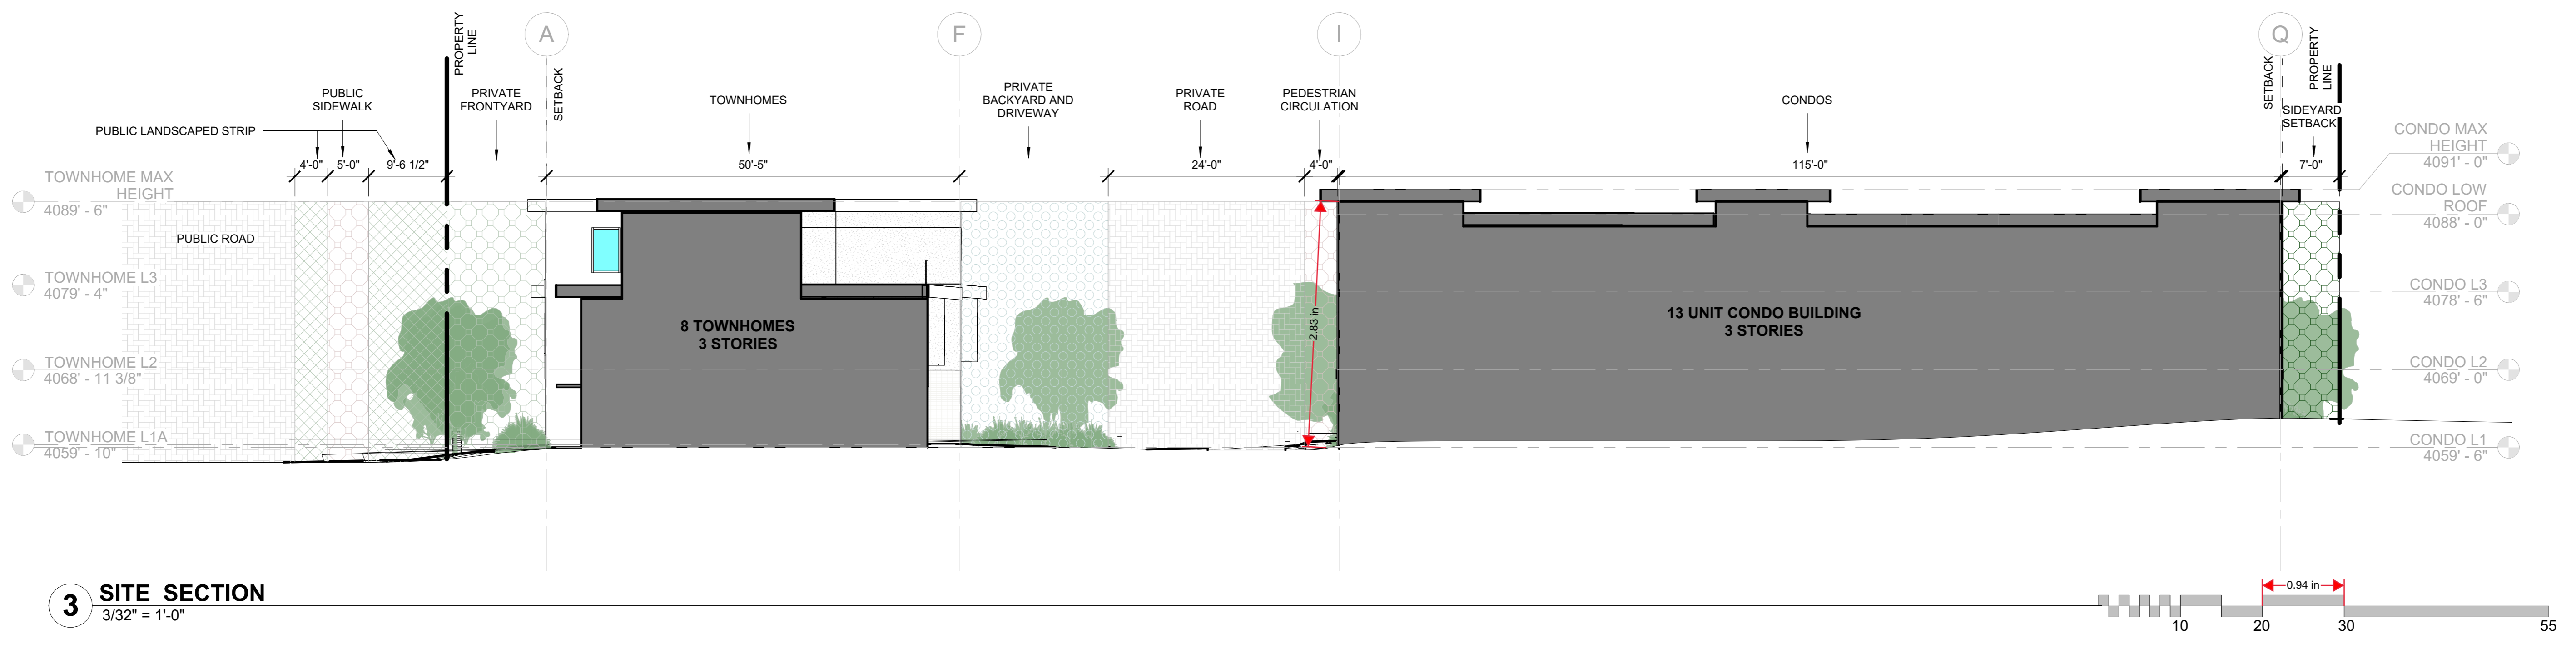 A
F
I
Q
PROPERTY
LINE
PROPERTY
LINE
SETBACK
SETBACK
PUBLIC
SIDEWALK
PRIVATE
FRONTYARD
TOWNHOMES
PRIVATE
BACKYARD AND
DRIVEWAY
PRIVATE
ROAD
PEDESTRIAN
CIRCULATION
CONDOS
SIDEYARD
SETBACK
PUBLIC LANDSCAPED STRIP
4'-0"
5'-0"
9'-6 1/2"
50'-5"
24'-0"
4'-0"
115'-0"
7'-0"
TOWNHOME MAX
HEIGHT
4089' - 6"
PUBLIC ROAD
TOWNHOME L3
4079' - 4"
TOWNHOME L2
4068' - 11 3/8"
TOWNHOME L1A
4059' - 10"
8 TOWNHOMES
3 STORIES
2.83 in
13 UNIT CONDO BUILDING
3 STORIES
CONDO MAX
HEIGHT
4091' - 0"
CONDO LOW
ROOF
4088' - 0"
CONDO L3
4078' - 6"
CONDO L2
4069' - 0"
CONDO L1
4059' - 6"
3
SITE SECTION
3/32" = 1'-0"
0.94 in
10
20
30
55